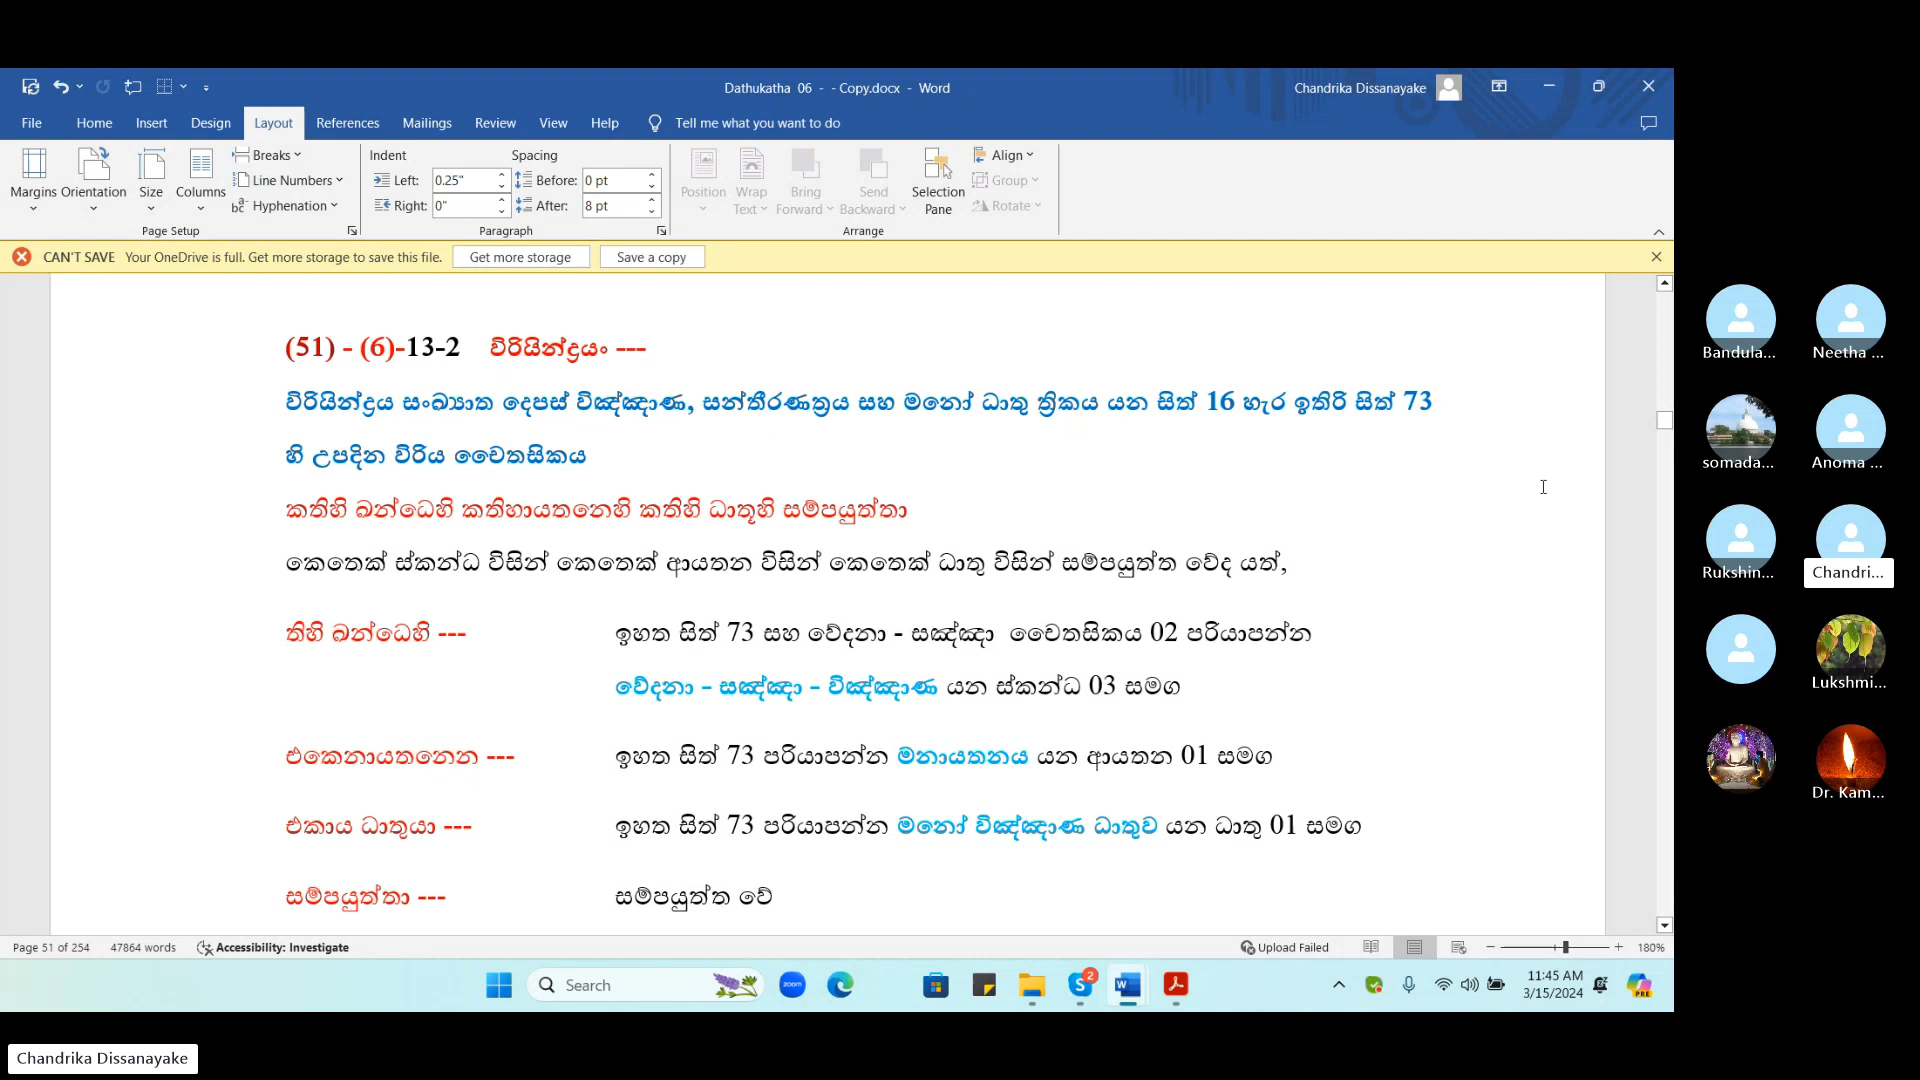 Dathukatha 06 - - Copy.docx - Word
Chandrika Dissanayake
File Home Insert Design Layout References Mailings Review View Help Tell me what you want to do
Margins Orientation Size Columns
Breaks
Line Numbers
Hyphenation
Page Setup
Indent
Left: 0.25"
Right: 0"
Spacing
Before: 0 pt
After: 8 pt
Paragraph
Position
Wrap Text
Bring Forward
Send Backward
Selection Pane
Align
Group
Rotate
Arrange
CAN'T SAVE Your OneDrive is full. Get more storage to save this file. Get more storage Save a copy
(51) - (6)-13-2 විරියින්ද්‍රයං ---
විරියින්ද්‍රය සංඛ්‍යාත දෙපස් විඤ්ඤාණ, සන්තීරණත්‍රය සහ මනෝ ධාතු ත්‍රිකය යන සිත් 16 හැර ඉතිරි සිත් 73
හි උපදින විරිය චෛතසිකය
කතිහි ඛන්ධෙහි කතිහායතනෙහි කතිහි ධාතූහි සම්පයුත්තා
කෙතෙක් ස්කන්ධ විසින් කෙතෙක් ආයතන විසින් කෙතෙක් ධාතු විසින් සම්පයුත්ත වේද යත්,
තිහි ඛන්ධෙහි --- ඉහත සිත් 73 සහ වේදනා - සඤ්ඤා චෛතසිකය 02 පරියාපන්න
වේදනා - සඤ්ඤා - විඤ්ඤාණ යන ස්කන්ධ 03 සමග
එකෙනායතනෙන --- ඉහත සිත් 73 පරියාපන්න මනායතනය යන ආයතන 01 සමග
එකාය ධාතුයා --- ඉහත සිත් 73 පරියාපන්න මනෝ විඤ්ඤාණ ධාතුව යන ධාතු 01 සමග
සම්පයුත්තා --- සම්පයුත්ත වේ
Page 51 of 254 47864 words Accessibility: Investigate Upload Failed 180%
Search
zoom
2
11:45 AM
3/15/2024
PRE
Bandula...
Neetha ...
somada...
Anoma ...
Rukshin...
Chandri...
Lukshmi...
Dr. Kam...
Chandrika Dissanayake